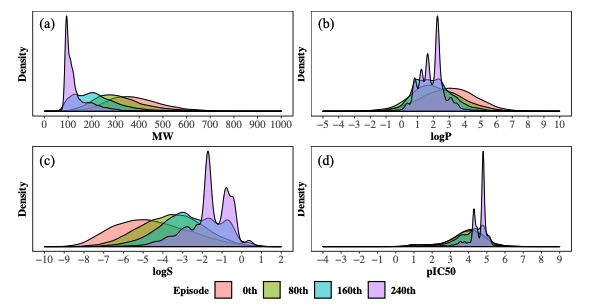 (a)
Density
0 100 200 300 400 500 600 700 800 900 1000
MW
(b)
Density
−5 −4 −3 −2 −1 0 1 2 3 4 5 6 7 8 9 10
logP
(c)
Density
−10 −9 −8 −7 −6 −5 −4 −3 −2 −1 0 1 2
logS
(d)
Density
−4 −3 −2 −1 0 1 2 3 4 5 6 7 8 9
pIC50
Episode 0th 80th 160th 240th